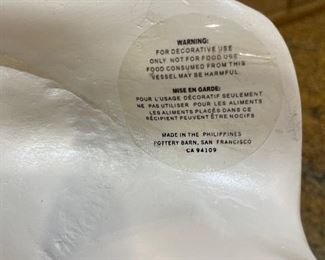 WARNING:
FOR DECORATIVE USE
ONLY NOT FOR FOOD USE
FOOD CONSUMED FROM THIS
VESSEL MAY BE HARMFUL
MISE EN GARDE:
POUR L'USAGE DÉCORATIF SEULEMENT
NE PAS UTILISER POUR LES ALIMENTS
LES ALIMENTS PLACÉS DANS CE
RÉCIPIENT PEUVENT ÊTRE NOCIFS
MADE IN THE PHILIPPINES
POTTERY BARN, SAN FRANCISCO
CA 94109